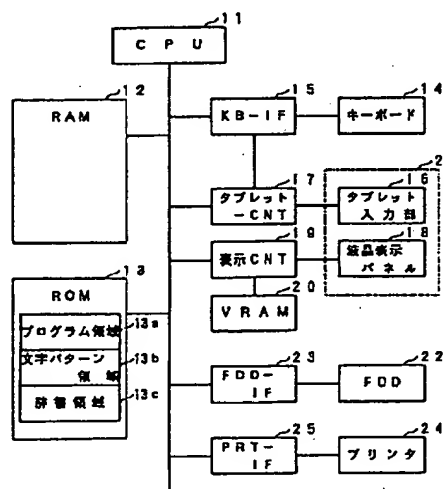 11
CPU
12
RAM
15
KB-IF
14
キーボード
17
タブレット
-CNT
2
16
タブレット
入力部
19
表示CNT
18
液晶表示
パネル
20
VRAM
13
ROM
プログラム領域
13a
文字パターン
領域
13b
辞書領域
13c
23
FDD-
IF
22
FDD
25
PRT-
IF
24
プリンタ